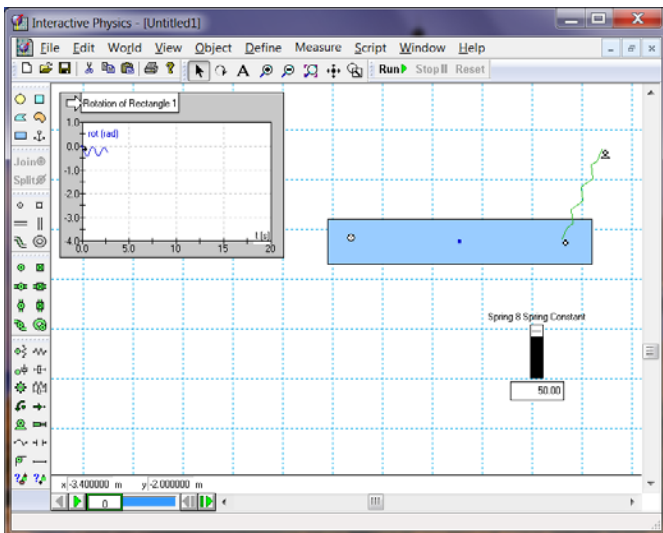 Interactive Physics - [Untitled1]
File Edit World View Object Define Measure Script Window Help
A Run Stop Reset
Rotation of Rectangle 1
1.0
rot (rad)
0.0
-1.0
-2.0
-3.0
-4.0
t [s]
0.0 5.0 10 15 20
Join
Split
Spring 8 Spring Constant
50.00
x -3.400000 m y -2.000000 m
0